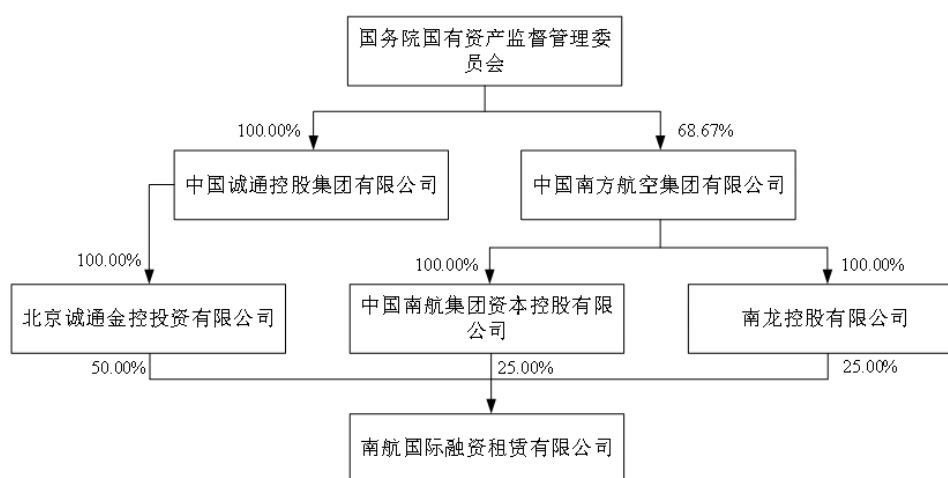 国务院国有资产监督管理委
员会
100.00%
68.67%
中国诚通控股集团有限公司
中国南方航空集团有限公司
100.00%
100.00%
100.00%
北京诚通金控投资有限公司
中国南航集团资本控股有限
公司
南龙控股有限公司
50.00%
25.00%
25.00%
南航国际融资租赁有限公司